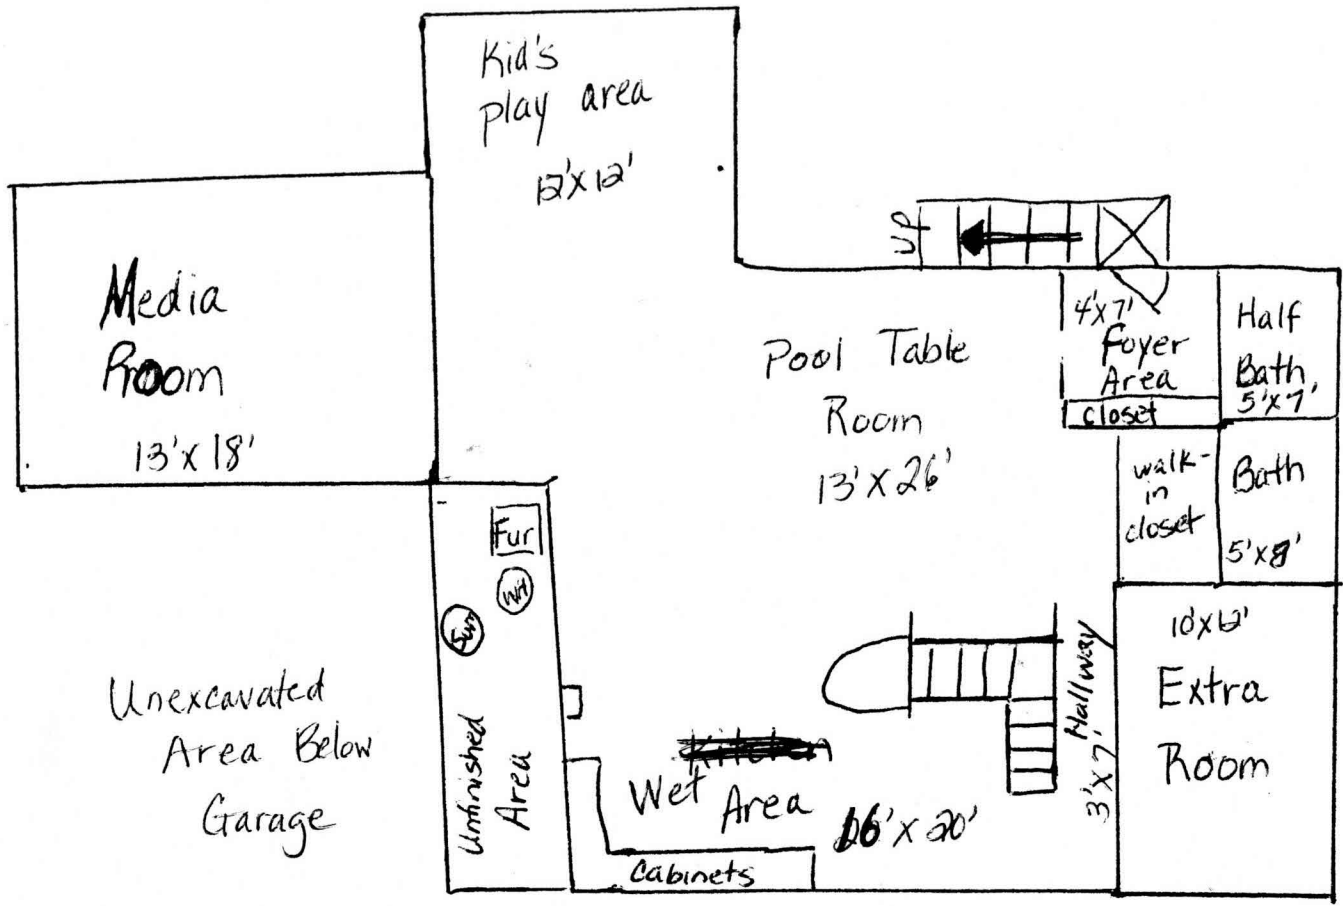 Kid's
play area
12'X12'
Media
Room
13'X18'
UP
Pool Table
Room
13'X26'
4'X7'
Foyer
Area
closet
Half
Bath
5'X7'
walk-
in
closet
Bath
5'X8'
Fur
WH
Unfinished
Area
Unexcavated
Area Below
Garage
Hallway
3'X7'
10'X12'
Extra
Room
Wet Area
16'X20'
Cabinets